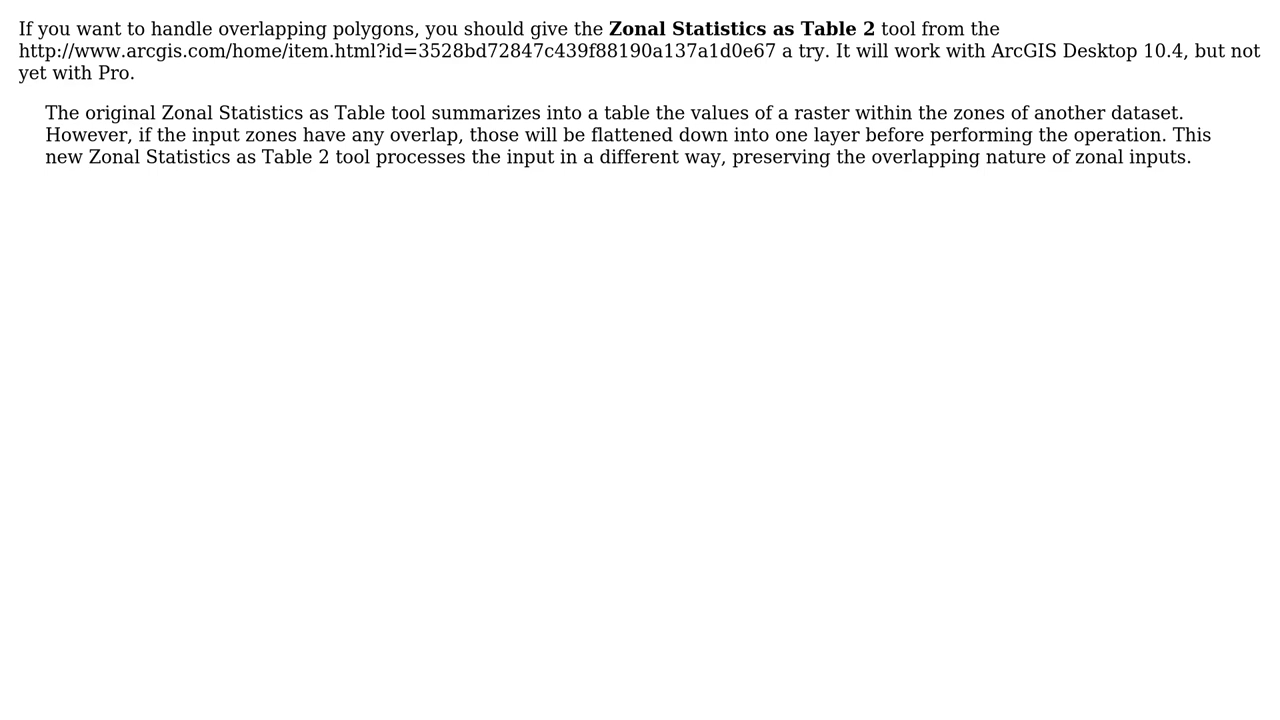 If you want to handle overlapping polygons, you should give the Zonal Statistics as Table 2 tool from the
http://www.arcgis.com/home/item.html?id=3528bd72847c439f88190a137a1d0e67 a try. It will work with ArcGIS Desktop 10.4, but not
yet with Pro.
The original Zonal Statistics as Table tool summarizes into a table the values of a raster within the zones of another dataset.
However, if the input zones have any overlap, those will be flattened down into one layer before performing the operation. This
new Zonal Statistics as Table 2 tool processes the input in a different way, preserving the overlapping nature of zonal inputs.